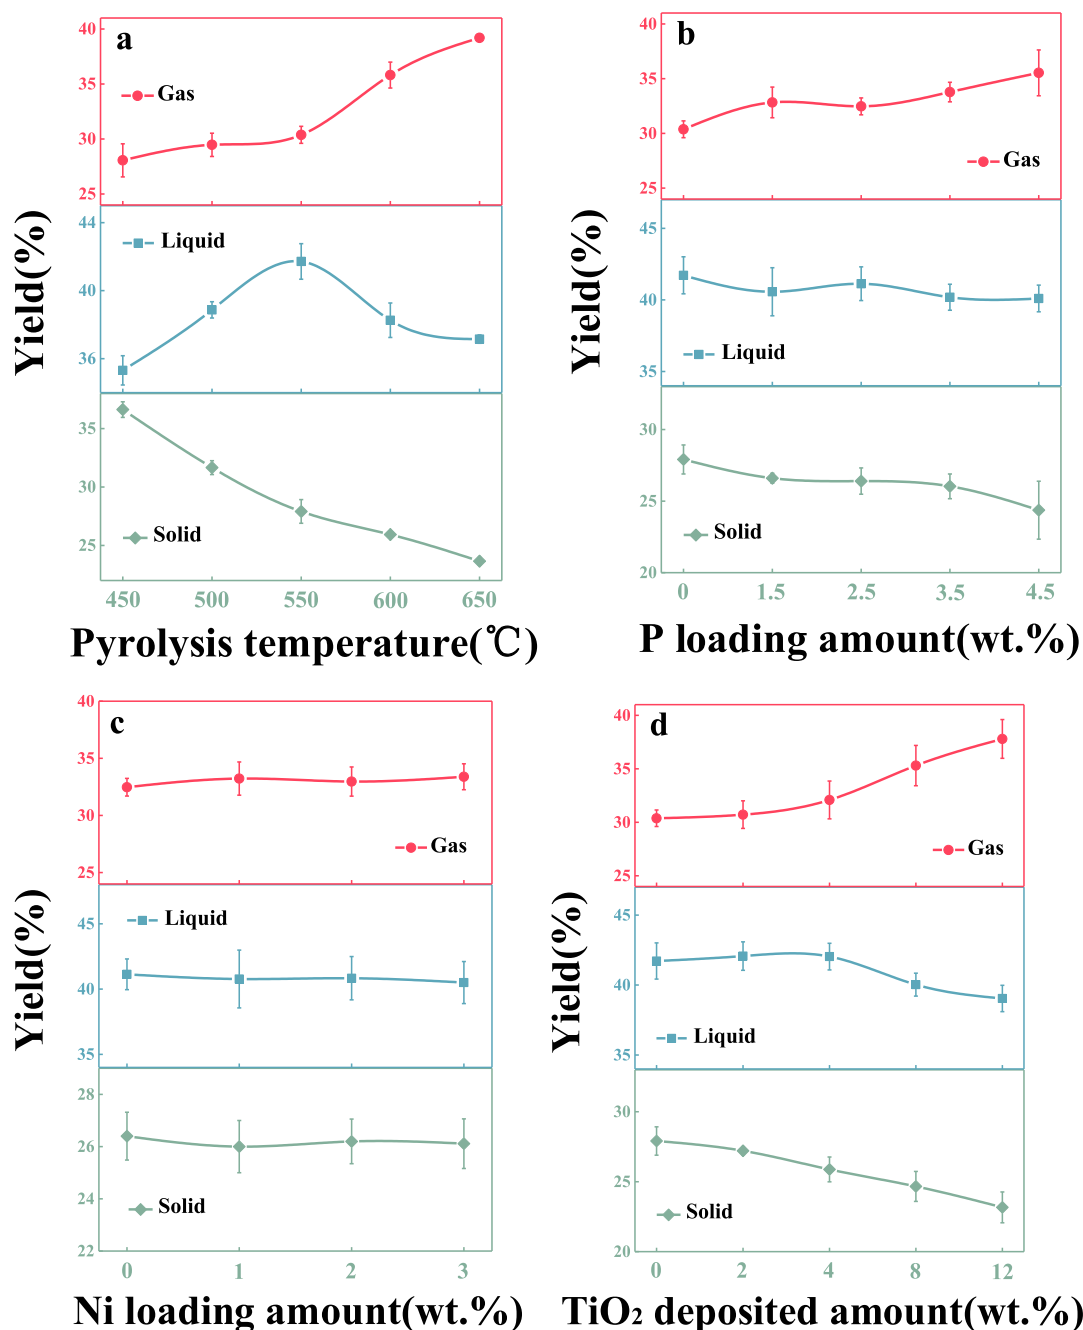 a
40
35
30
25
Gas
44
40
36
Liquid
35
30
25
Solid
Yield(%)
450 500 550 600 650
Pyrolysis temperature(℃)
b
40
35
30
25
Gas
45
40
35
Liquid
30
25
20
Solid
Yield(%)
0 1.5 2.5 3.5 4.5
P loading amount(wt.%)
c
40
35
30
25
Gas
45
40
35
Liquid
28
26
24
22
Solid
Yield(%)
0 1 2 3
Ni loading amount(wt.%)
d
40
35
30
25
Gas
45
40
35
Liquid
30
25
20
Solid
Yield(%)
0 2 4 8 12
TiO₂ deposited amount(wt.%)